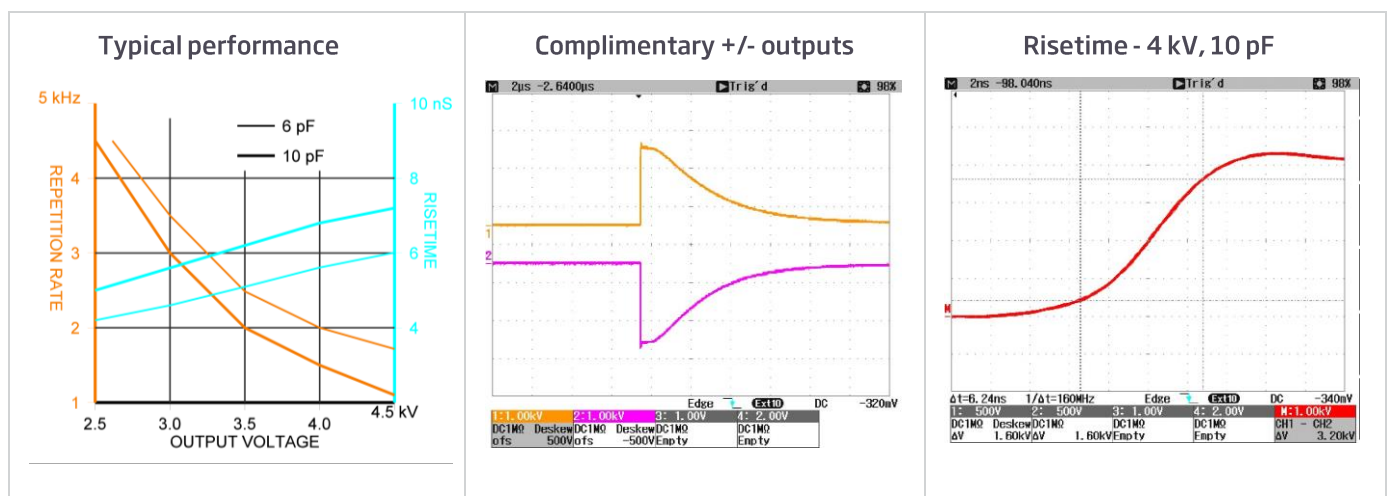 Typical performance
5 kHz
10 nS
6 pF
10 pF
REPETITION RATE
RISETIME
4
8
3
6
2
4
1
4.5 kV
2.5
3.0
3.5
4.0
OUTPUT VOLTAGE
Complimentary +/- outputs
M 2µs -2.6400µs Trig´d 98%
1
2
Edge Ext10 DC -320mV
1:1.00kV 2:1.00kV 3: 1.00V 4: 2.00V
DC1MΩ Deskew DC1MΩ Deskew DC1MΩ DC1MΩ
ofs 500V ofs -500V Empty Empty
Risetime - 4 kV, 10 pF
M 2ns -98.040ns Trig´d 98%
M
Δt=6.24ns 1/Δt=160MHz Edge Ext10 DC -340mV
1: 500V 2: 500V 3: 1.00V 4: 2.00V M:1.00kV
DC1MΩ Deskew DC1MΩ DC1MΩ DC1MΩ CH1 - CH2
ΔV 1.60kV ΔV 1.60kV Empty Empty ΔV 3.20kV